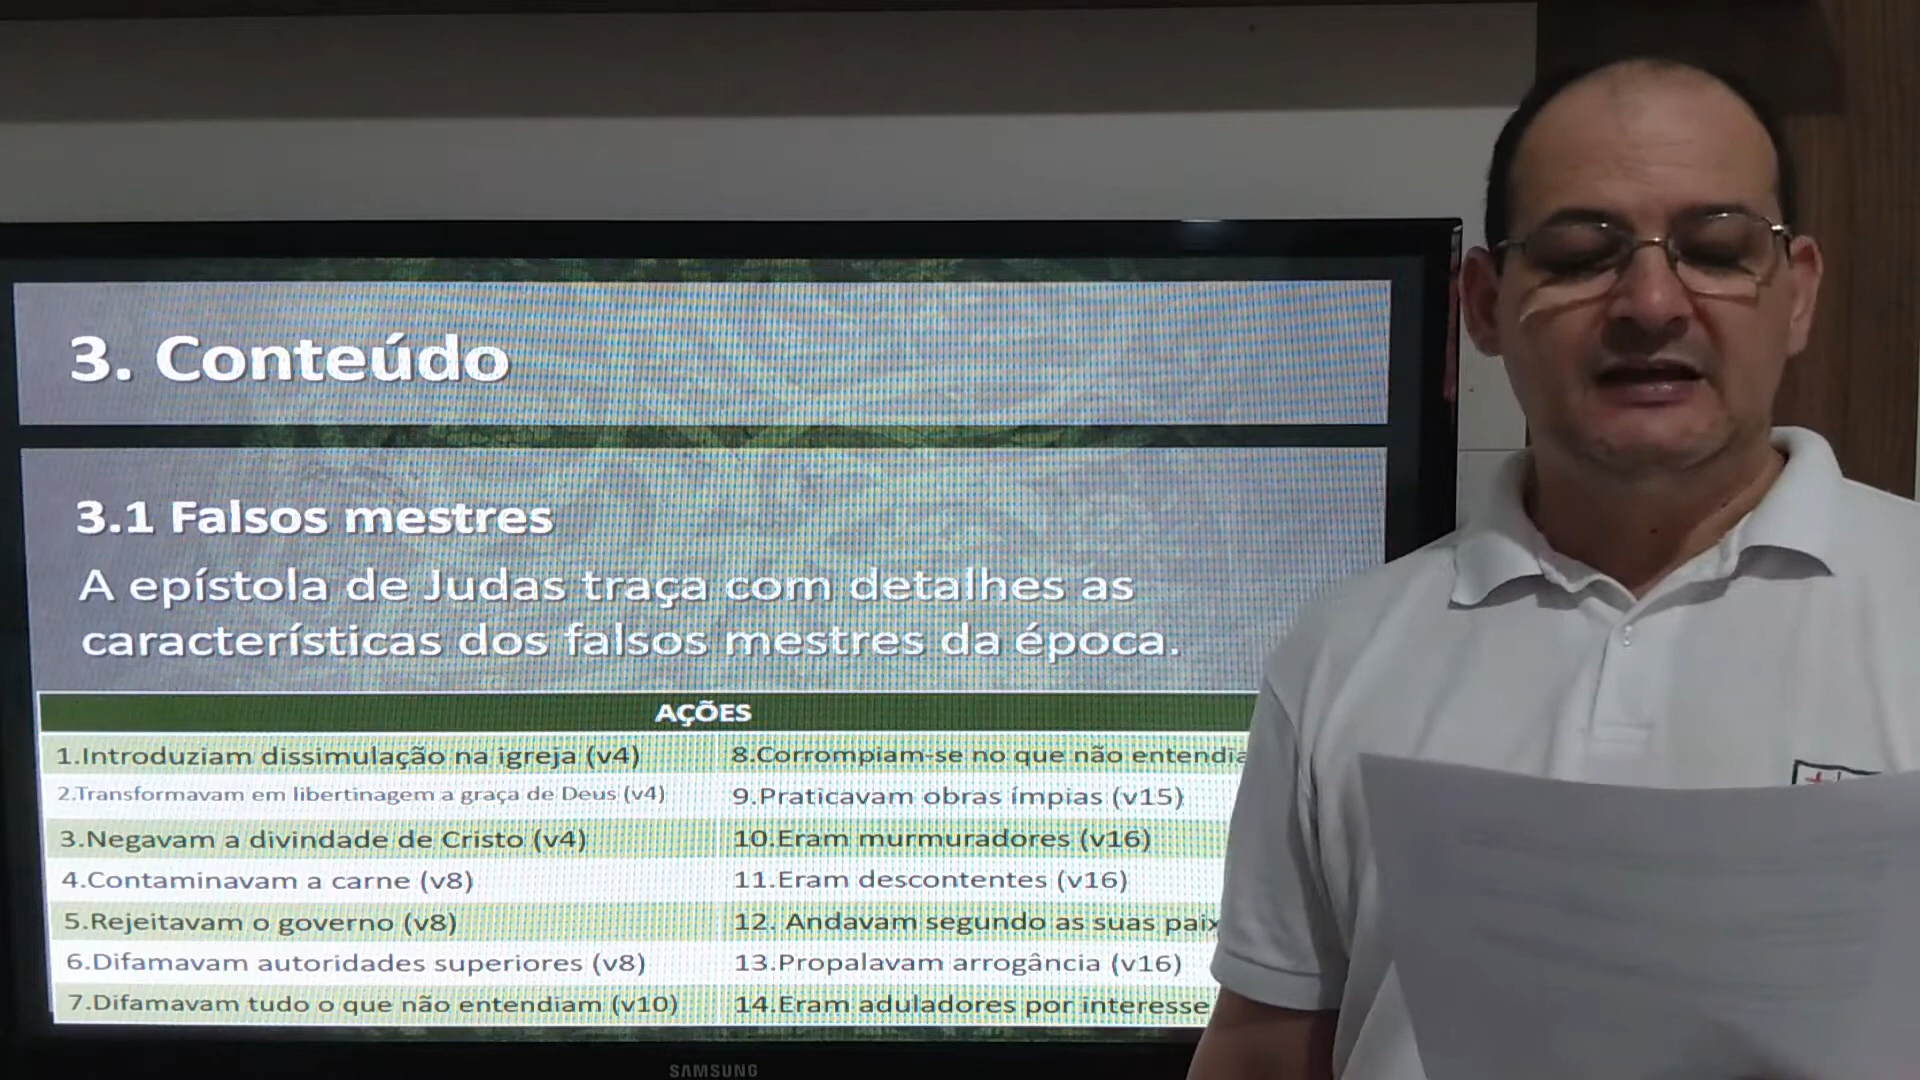 3. Conteúdo
3.1 Falsos mestres
A epístola de Judas traça com detalhes as
características dos falsos mestres da época.
AÇÕES
1.Introduziam dissimulação na igreja (v4)
2.Transformavam em libertinagem a graça de Deus (v4)
3.Negavam a divindade de Cristo (v4)
4.Contaminavam a carne (v8)
5.Rejeitavam o governo (v8)
6.Difamavam autoridades superiores (v8)
7.Difamavam tudo o que não entendiam (v10)
8.Corrompiam-se no que não entendia
9.Praticavam obras ímpias (v15)
10.Eram murmuradores (v16)
11.Eram descontentes (v16)
12. Andavam segundo as suas paix
13.Propalavam arrogância (v16)
14.Eram aduladores por interesse
SAMSUNG